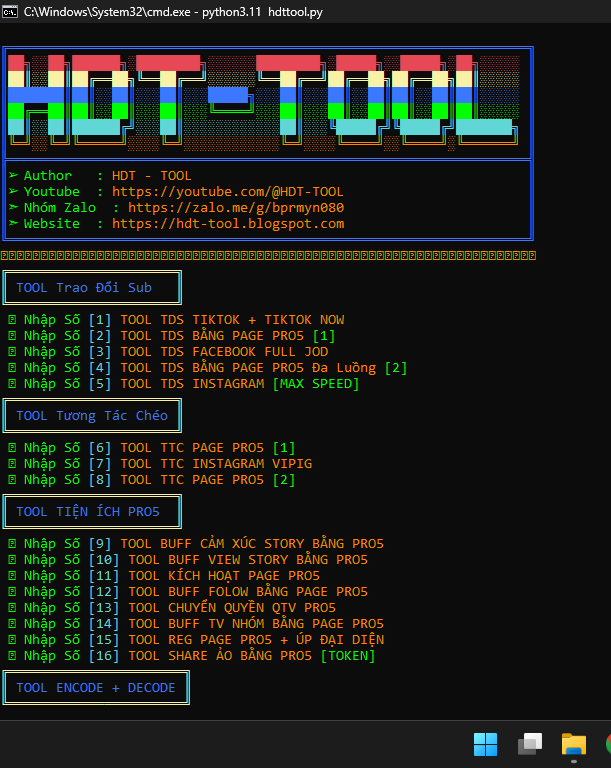 C:\Windows\System32\cmd.exe - python3.11 hdttool.py
HDT-TOOL
➢ Author : HDT - TOOL
➢ Youtube : https://youtube.com/@HDT-TOOL
➣ Nhóm Zalo : https://zalo.me/g/bprmyn080
➣ Website : https://hdt-tool.blogspot.com
TOOL Trao Đổi Sub
Nhập Số [1] TOOL TDS TIKTOK + TIKTOK NOW
Nhập Số [2] TOOL TDS BẰNG PAGE PRO5 [1]
Nhập Số [3] TOOL TDS FACEBOOK FULL JOD
Nhập Số [4] TOOL TDS BẰNG PAGE PRO5 Đa Luồng [2]
Nhập Số [5] TOOL TDS INSTAGRAM [MAX SPEED]
TOOL Tương Tác Chéo
Nhập Số [6] TOOL TTC PAGE PRO5 [1]
Nhập Số [7] TOOL TTC INSTAGRAM VIPIG
Nhập Số [8] TOOL TTC PAGE PRO5 [2]
TOOL TIỆN ÍCH PRO5
Nhập Số [9] TOOL BUFF CẢM XÚC STORY BẰNG PRO5
Nhập Số [10] TOOL BUFF VIEW STORY BẰNG PRO5
Nhập Số [11] TOOL KÍCH HOẠT PAGE PRO5
Nhập Số [12] TOOL BUFF FOLOW BẰNG PAGE PRO5
Nhập Số [13] TOOL CHUYỂN QUYỀN QTV PRO5
Nhập Số [14] TOOL BUFF TV NHÓM BẰNG PAGE PRO5
Nhập Số [15] TOOL REG PAGE PRO5 + ÚP ĐẠI DIỆN
Nhập Số [16] TOOL SHARE ẢO BẰNG PRO5 [TOKEN]
TOOL ENCODE + DECODE